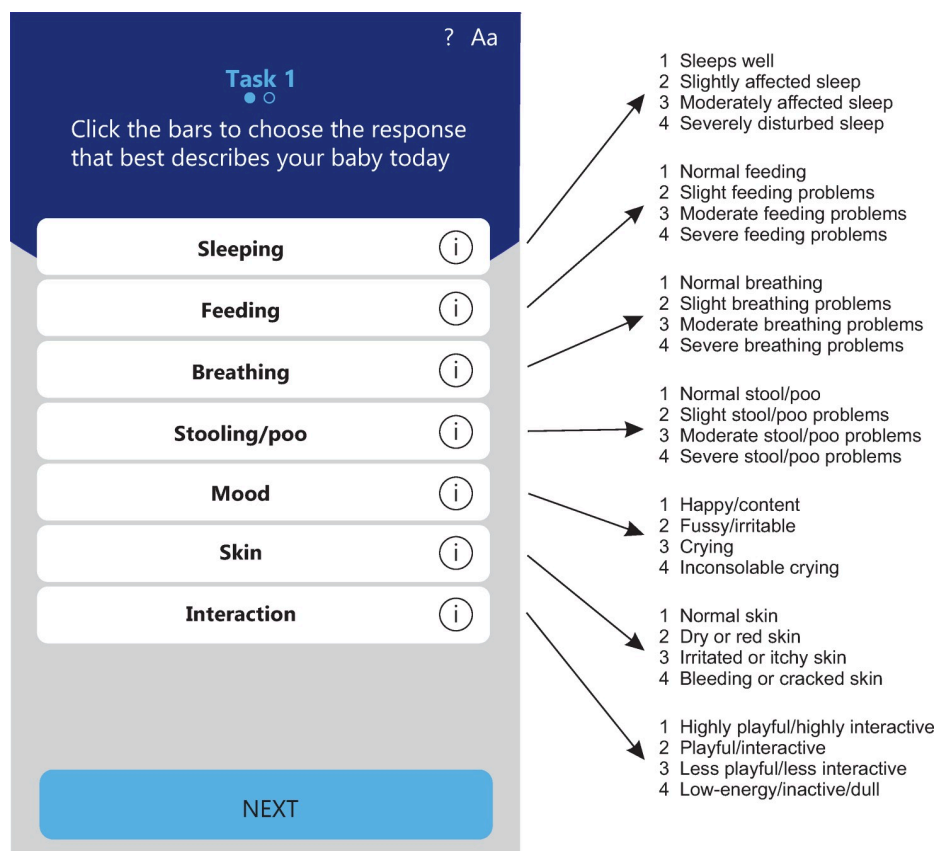 ? Aa
Task 1
Click the bars to choose the response
that best describes your baby today
Sleeping i
Feeding i
Breathing i
Stooling/poo i
Mood i
Skin i
Interaction i
NEXT
1 Sleeps well
2 Slightly affected sleep
3 Moderately affected sleep
4 Severely disturbed sleep
1 Normal feeding
2 Slight feeding problems
3 Moderate feeding problems
4 Severe feeding problems
1 Normal breathing
2 Slight breathing problems
3 Moderate breathing problems
4 Severe breathing problems
1 Normal stool/poo
2 Slight stool/poo problems
3 Moderate stool/poo problems
4 Severe stool/poo problems
1 Happy/content
2 Fussy/irritable
3 Crying
4 Inconsolable crying
1 Normal skin
2 Dry or red skin
3 Irritated or itchy skin
4 Bleeding or cracked skin
1 Highly playful/highly interactive
2 Playful/interactive
3 Less playful/less interactive
4 Low-energy/inactive/dull